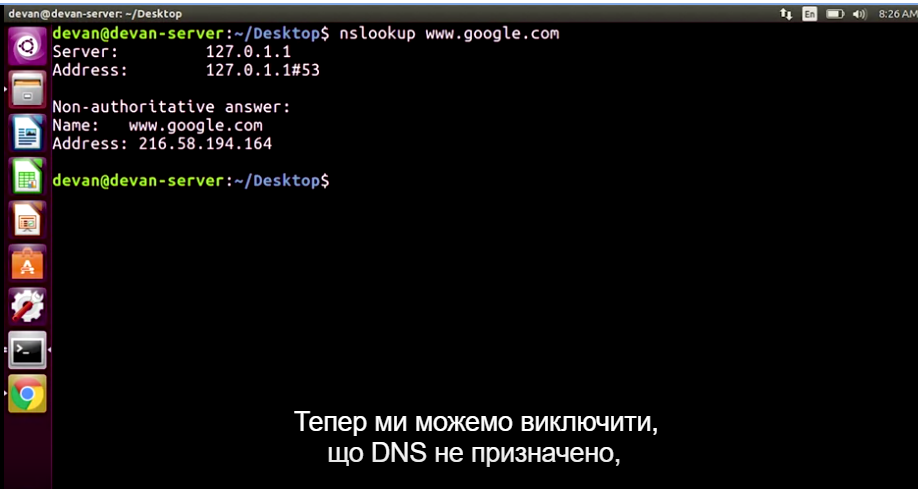 devan@devan-server: ~/Desktop
En
8:26 AM
devan@devan-server:~/Desktop$ nslookup www.google.com
Server: 127.0.1.1
Address: 127.0.1.1#53
Non-authoritative answer:
Name: www.google.com
Address: 216.58.194.164
devan@devan-server:~/Desktop$
Тепер ми можемо виключити,
що DNS не призначено,